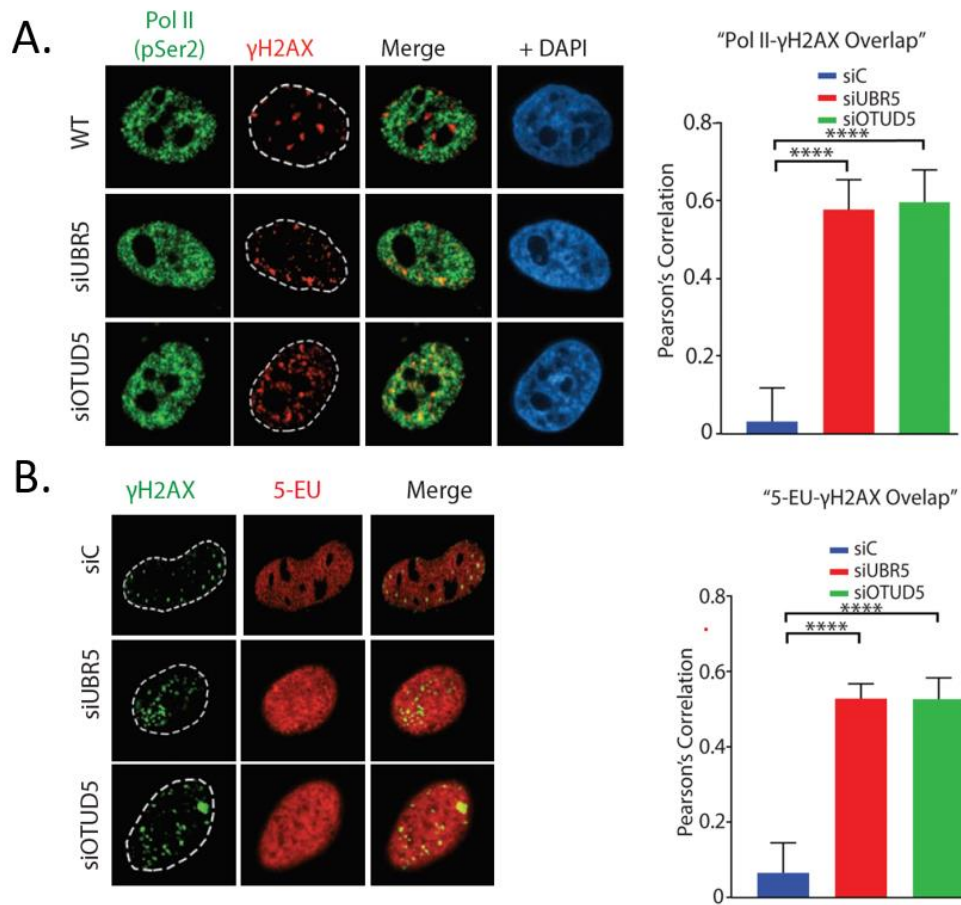 A.
Pol II
(pSer2)
γH2AX
Merge
+ DAPI
WT
siUBR5
siOTUD5
"Pol II-γH2AX Overlap"
siC
siUBR5
siOTUD5
0.8
0.6
0.4
0.2
0
Pearson's Correlation
****
****
B.
γH2AX
5-EU
Merge
siC
siUBR5
siOTUD5
"5-EU-γH2AX Ovelap"
siC
siUBR5
siOTUD5
0.8
0.6
0.4
0.2
0
Pearson's Correlation
****
****